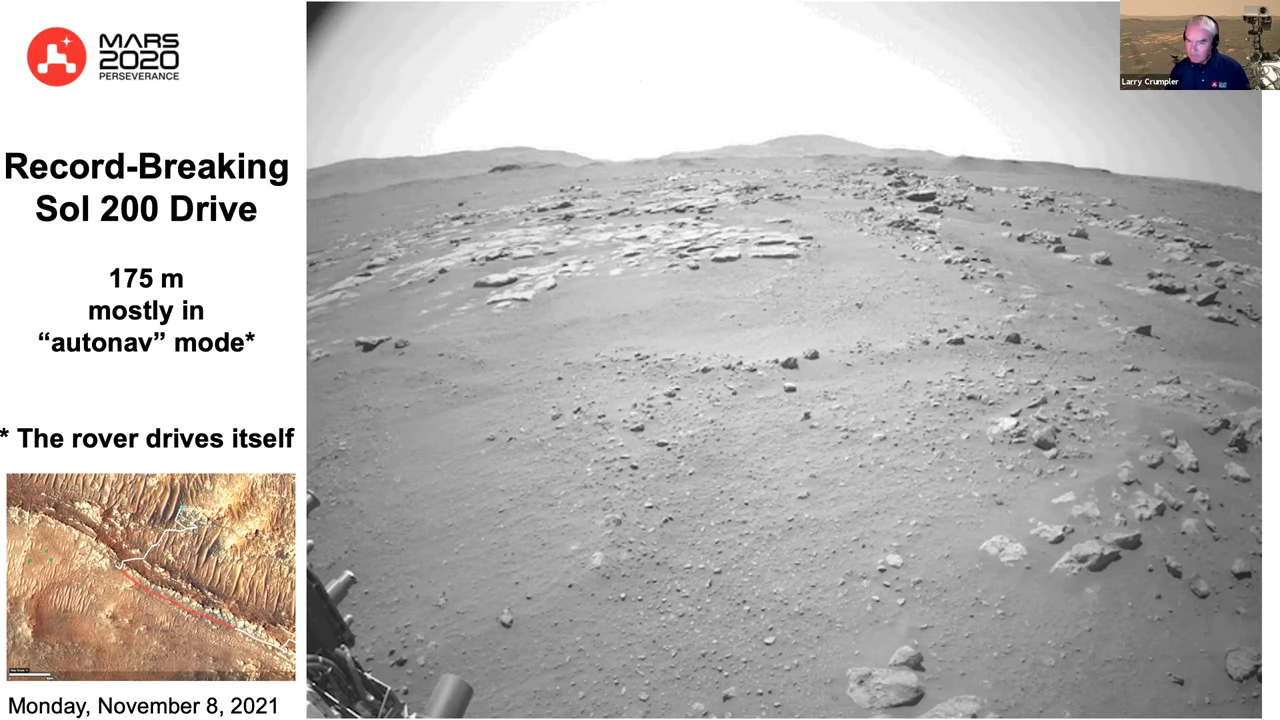 MARS
2020
PERSEVERANCE
Larry Crumpler
Record-Breaking
Sol 200 Drive
175 m
mostly in
“autonav” mode*
* The rover drives itself
Monday, November 8, 2021